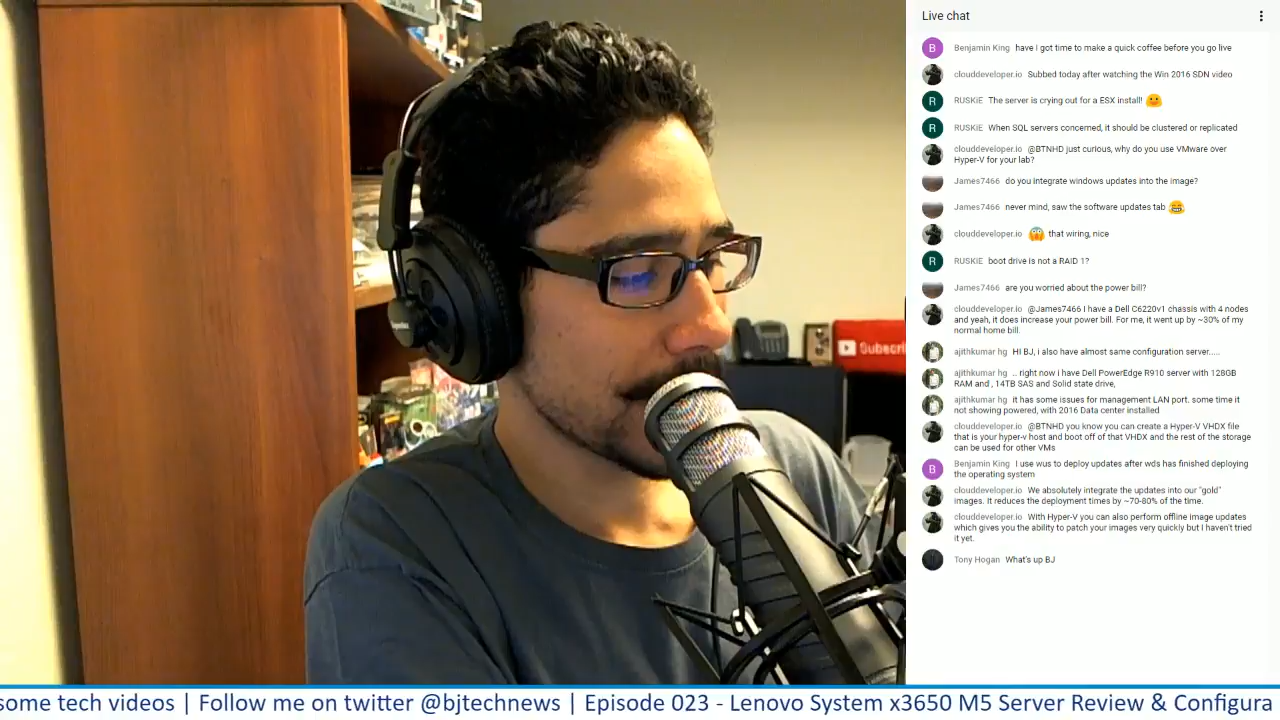 Live chat
Benjamin King have I got time to make a quick coffee before you go live
clouddeveloper.io Subbed today after watching the Win 2016 SDN video
RUSKiE The server is crying out for a ESX install!
RUSKiE When SQL servers concerned, it should be clustered or replicated
clouddeveloper.io @BTNHD just curious, why do you use VMware over
Hyper-V for your lab?
James7466 do you integrate windows updates into the image?
James7466 never mind, saw the software updates tab
clouddeveloper.io that wiring, nice
RUSKiE boot drive is not a RAID 1?
James7466 are you worried about the power bill?
clouddeveloper.io @James7466 I have a Dell C6220v1 chassis with 4 nodes
and yeah, it does increase your power bill. For me, it went up by ~30% of my
normal home bill.
ajithkumar hg HI BJ, i also have almost same configuration server.....
ajithkumar hg .. right now i have Dell PowerEdge R910 server with 128GB
RAM and , 14TB SAS and Solid state drive,
ajithkumar hg it has some issues for management LAN port. some time it
not showing powered, with 2016 Data center installed
clouddeveloper.io @BTNHD you know you can create a Hyper-V VHDX file
that is your hyper-v host and boot off of that VHDX and the rest of the storage
can be used for other VMs
Benjamin King I use wus to deploy updates after wds has finished deploying
the operating system
clouddeveloper.io We absolutely integrate the updates into our "gold"
images. It reduces the deployment times by ~70-80% of the time.
clouddeveloper.io With Hyper-V you can also perform offline image updates
which gives you the ability to patch your images very quickly but I haven't tried
it yet.
Tony Hogan What's up BJ
Subscri
some tech videos | Follow me on twitter @bjtechnews | Episode 023 - Lenovo System x3650 M5 Server Review & Configura